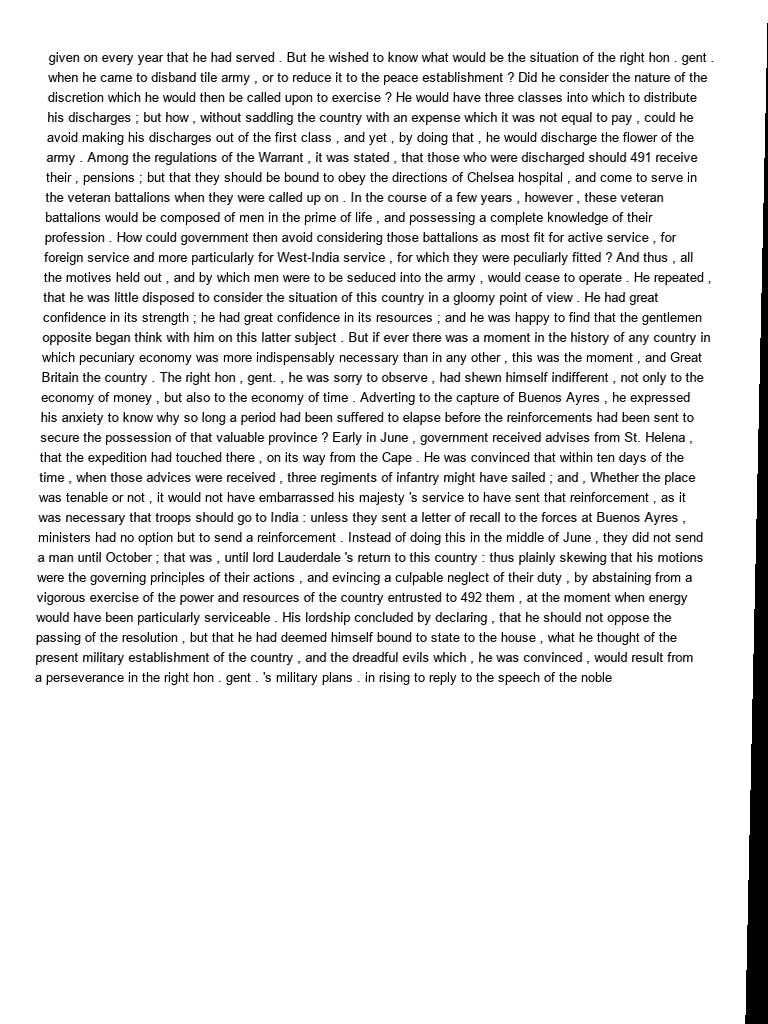 given on every year that he had served . But he wished to know what would be the situation of the right hon . gent .
when he came to disband tile army , or to reduce it to the peace establishment ? Did he consider the nature of the
discretion which he would then be called upon to exercise ? He would have three classes into which to distribute
his discharges ; but how , without saddling the country with an expense which it was not equal to pay , could he
avoid making his discharges out of the first class , and yet , by doing that , he would discharge the flower of the
army . Among the regulations of the Warrant , it was stated , that those who were discharged should 491 receive
their , pensions ; but that they should be bound to obey the directions of Chelsea hospital , and come to serve in
the veteran battalions when they were called up on . In the course of a few years , however , these veteran
battalions would be composed of men in the prime of life , and possessing a complete knowledge of their
profession . How could government then avoid considering those battalions as most fit for active service , for
foreign service and more particularly for West-India service , for which they were peculiarly fitted ? And thus , all
the motives held out , and by which men were to be seduced into the army , would cease to operate . He repeated ,
that he was little disposed to consider the situation of this country in a gloomy point of view . He had great
confidence in its strength ; he had great confidence in its resources ; and he was happy to find that the gentlemen
opposite began think with him on this latter subject . But if ever there was a moment in the history of any country in
which pecuniary economy was more indispensably necessary than in any other , this was the moment , and Great
Britain the country . The right hon , gent. , he was sorry to observe , had shewn himself indifferent , not only to the
economy of money , but also to the economy of time . Adverting to the capture of Buenos Ayres , he expressed
his anxiety to know why so long a period had been suffered to elapse before the reinforcements had been sent to
secure the possession of that valuable province ? Early in June , government received advises from St. Helena ,
that the expedition had touched there , on its way from the Cape . He was convinced that within ten days of the
time , when those advices were received , three regiments of infantry might have sailed ; and , Whether the place
was tenable or not , it would not have embarrassed his majesty 's service to have sent that reinforcement , as it
was necessary that troops should go to India : unless they sent a letter of recall to the forces at Buenos Ayres ,
ministers had no option but to send a reinforcement . Instead of doing this in the middle of June , they did not send
a man until October ; that was , until lord Lauderdale 's return to this country : thus plainly skewing that his motions
were the governing principles of their actions , and evincing a culpable neglect of their duty , by abstaining from a
vigorous exercise of the power and resources of the country entrusted to 492 them , at the moment when energy
would have been particularly serviceable . His lordship concluded by declaring , that he should not oppose the
passing of the resolution , but that he had deemed himself bound to state to the house , what he thought of the
present military establishment of the country , and the dreadful evils which , he was convinced , would result from
a perseverance in the right hon . gent . 's military plans . in rising to reply to the speech of the noble